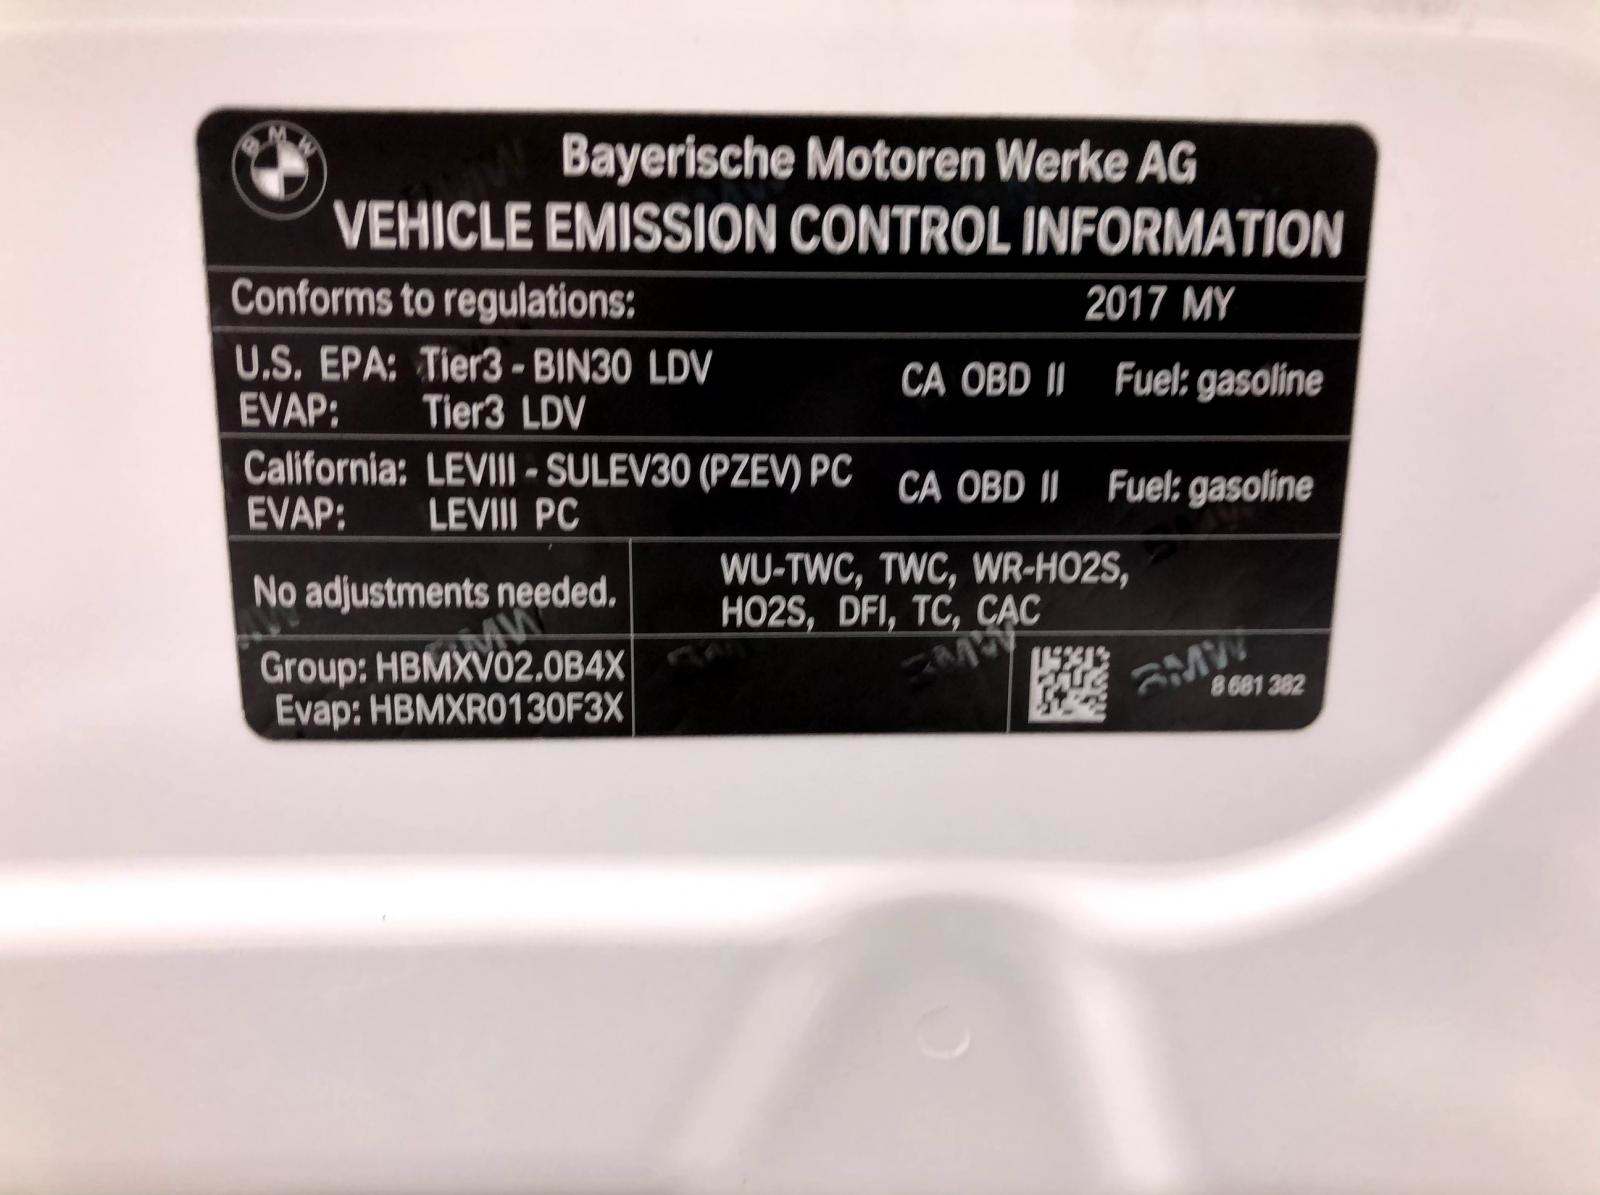 BMW
Bayerische Motoren Werke AG
VEHICLE EMISSION CONTROL INFORMATION
Conforms to regulations: 2017 MY
U.S. EPA: Tier3 - BIN30 LDV CA OBD II Fuel: gasoline
EVAP: Tier3 LDV
California: LEVIII - SULEV30 (PZEV) PC CA OBD II Fuel: gasoline
EVAP: LEVIII PC
No adjustments needed.
WU-TWC, TWC, WR-HO2S,
HO2S, DFI, TC, CAC
Group: HBMXV02.0B4X
Evap: HBMXR0130F3X
BMW
8 681 382